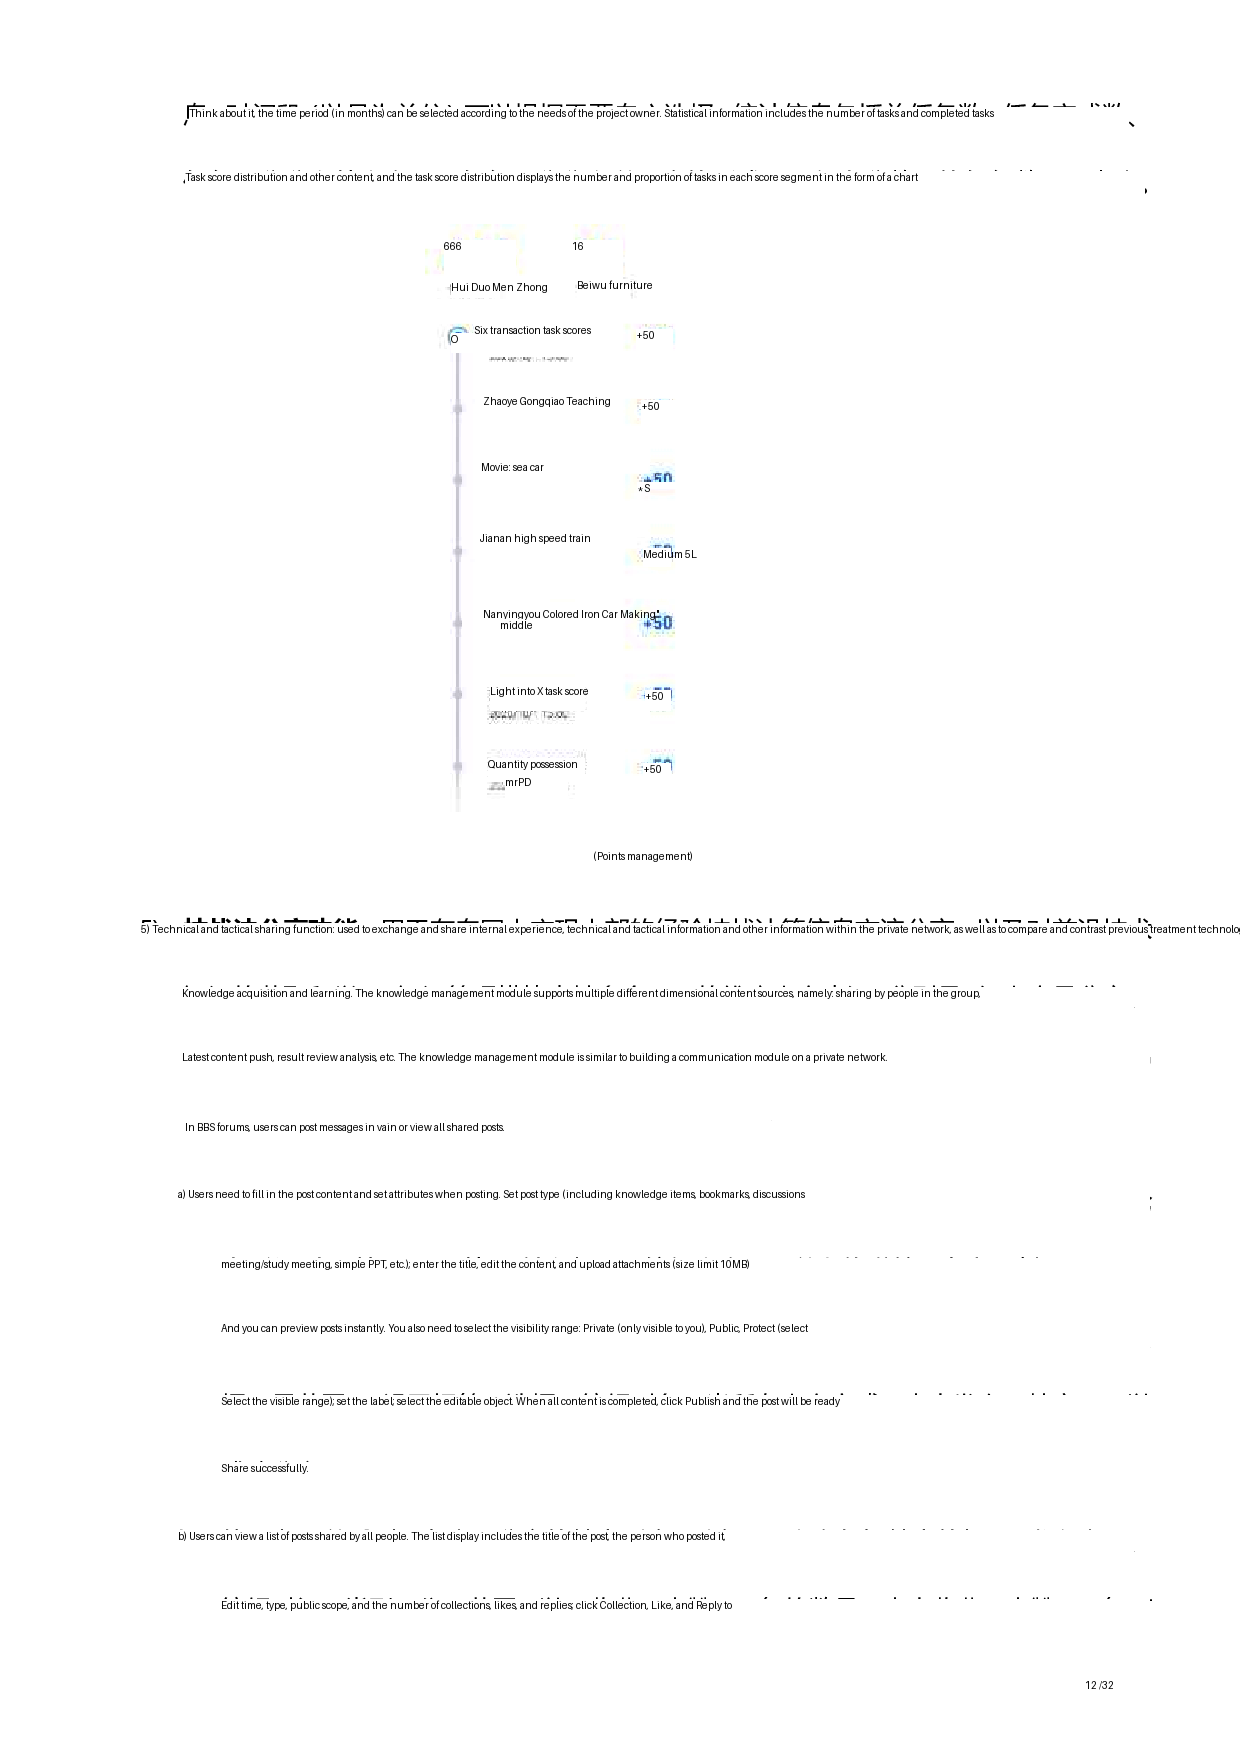 Think about it, the time period (in months) can be selected according to the needs of the project owner. Statistical information includes the number of tasks and completed tasks
Task score distribution and other content, and the task score distribution displays the number and proportion of tasks in each score segment in the form of a chart
666 16
Hui Duo Men Zhong Beiwu furniture
Six transaction task scores +50
Zhaoye Gongqiao Teaching +50
Movie: sea car +50
*S
Jianan high speed train Medium 5L
Nanyingyou Colored Iron Car Making"
middle +50
Light into X task score +50
Quantity possession +50
mrPD
(Points management)
5) Technical and tactical sharing function: used to exchange and share internal experience, technical and tactical information and other information within the private network, as well as to compare and contrast previous treatment technolo
Knowledge acquisition and learning. The knowledge management module supports multiple different dimensional content sources, namely: sharing by people in the group,
Latest content push, result review analysis, etc. The knowledge management module is similar to building a communication module on a private network.
In BBS forums, users can post messages in vain or view all shared posts.
a) Users need to fill in the post content and set attributes when posting. Set post type (including knowledge items, bookmarks, discussions
meeting/study meeting, simple PPT, etc.); enter the title, edit the content, and upload attachments (size limit 10MB)
And you can preview posts instantly. You also need to select the visibility range: Private (only visible to you), Public, Protect (select
Select the visible range); set the label; select the editable object. When all content is completed, click Publish and the post will be ready
Share successfully.
b) Users can view a list of posts shared by all people. The list display includes the title of the post, the person who posted it,
Edit time, type, public scope, and the number of collections, likes, and replies; click Collection, Like, and Reply to
12 /32